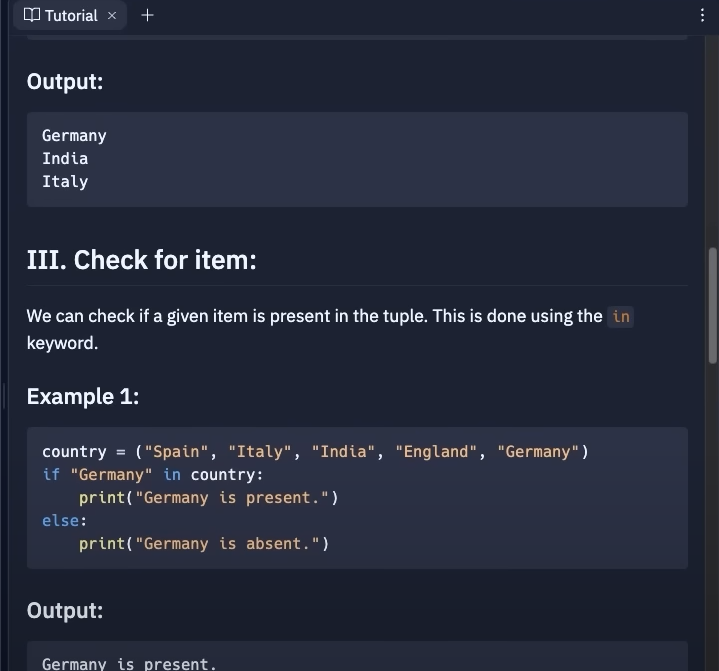 Tutorial
Output:
Germany
India
Italy
III. Check for item:
We can check if a given item is present in the tuple. This is done using the in
keyword.
Example 1:
country = ("Spain", "Italy", "India", "England", "Germany")
if "Germany" in country:
    print("Germany is present.")
else:
    print("Germany is absent.")
Output:
Germany is present.